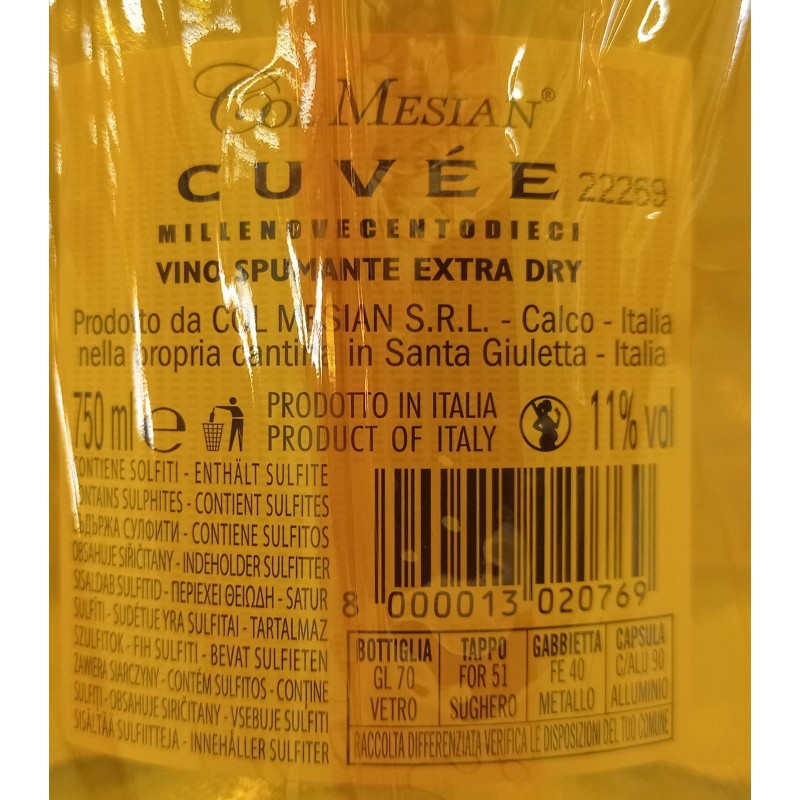 Col Mesian®
CUVÉE 22269
MILLENOVECENTODIECI
VINO SPUMANTE EXTRA DRY
Prodotto da COL MESIAN S.R.L. - Calco - Italia
nella propria cantina in Santa Giuletta - Italia
750 ml e PRODOTTO IN ITALIA 11% vol
PRODUCT OF ITALY
CONTIENE SOLFITI - ENTHÄLT SULFITE
CONTAINS SULPHITES - CONTIENT SULFITES
СЪДЪРЖА СУЛФИТИ - CONTIENE SULFITOS
OBSAHUJE SIŘIČITANY - INDEHOLDER SULFITTER
SISALDAB SULFITID - ΠΕΡΙΕΧΕΙ ΘΕΙΩΔΗ - SATUR
SULFĪTI - SUDĖTYJE YRA SULFITAI - TARTALMAZ
SZULFITOK - FIH SULFITI - BEVAT SULFIETEN
ZAWIERA SIARCZYNY - CONTÉM SULFITOS - CONȚINE
SULFITI - OBSAHUJE SIRIČITANY - VSEBUJE SULFITI
SISÄLTÄÄ SULFIITTEJA - INNEHÅLLER SULFITER
8 000013 020769
BOTTIGLIA TAPPO GABBIETTA CAPSULA
GL 70 FOR 51 FE 40 C/ALU 90
VETRO SUGHERO METALLO ALLUMINIO
RACCOLTA DIFFERENZIATA VERIFICA LE DISPOSIZIONI DEL TUO COMUNE